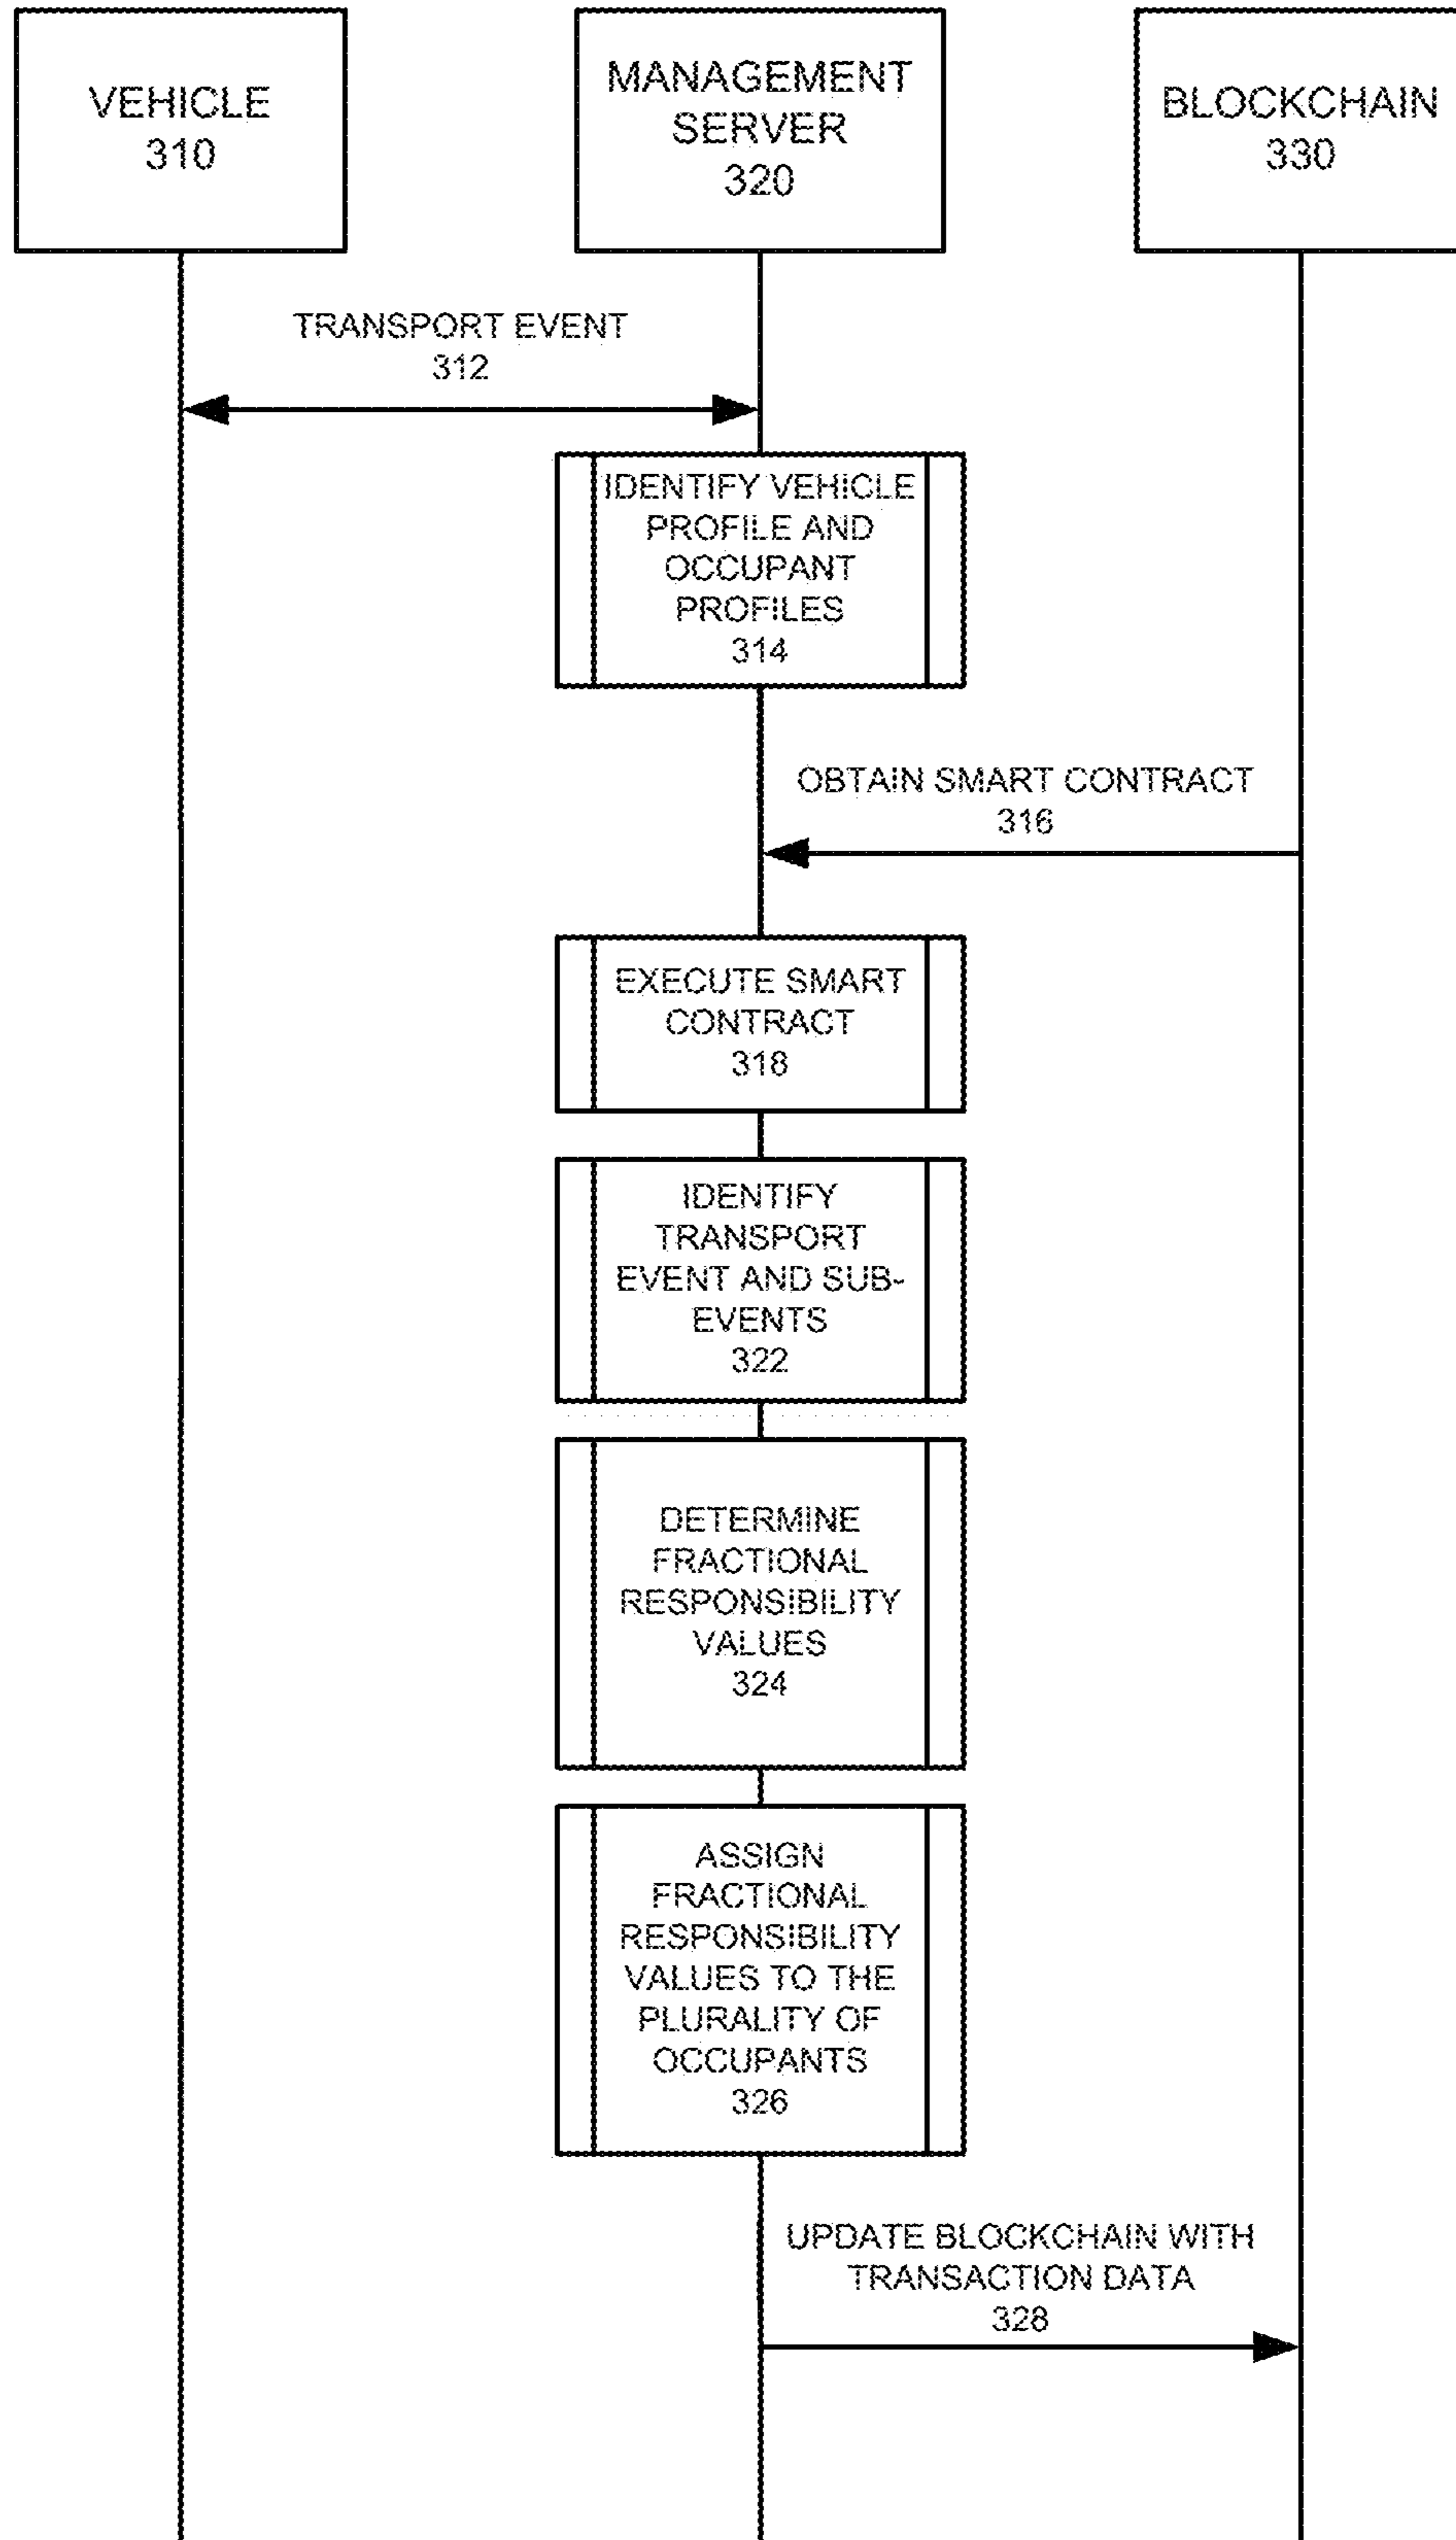 VEHICLE
310
MANAGEMENT
SERVER
320
BLOCKCHAIN
330
TRANSPORT EVENT
312
IDENTIFY VEHICLE
PROFILE AND
OCCUPANT
PROFILES
314
OBTAIN SMART CONTRACT
316
EXECUTE SMART
CONTRACT
318
IDENTIFY
TRANSPORT
EVENT AND SUB-
EVENTS
322
DETERMINE
FRACTIONAL
RESPONSIBILITY
VALUES
324
ASSIGN
FRACTIONAL
RESPONSIBILITY
VALUES TO THE
PLURALITY OF
OCCUPANTS
326
UPDATE BLOCKCHAIN WITH
TRANSACTION DATA
328